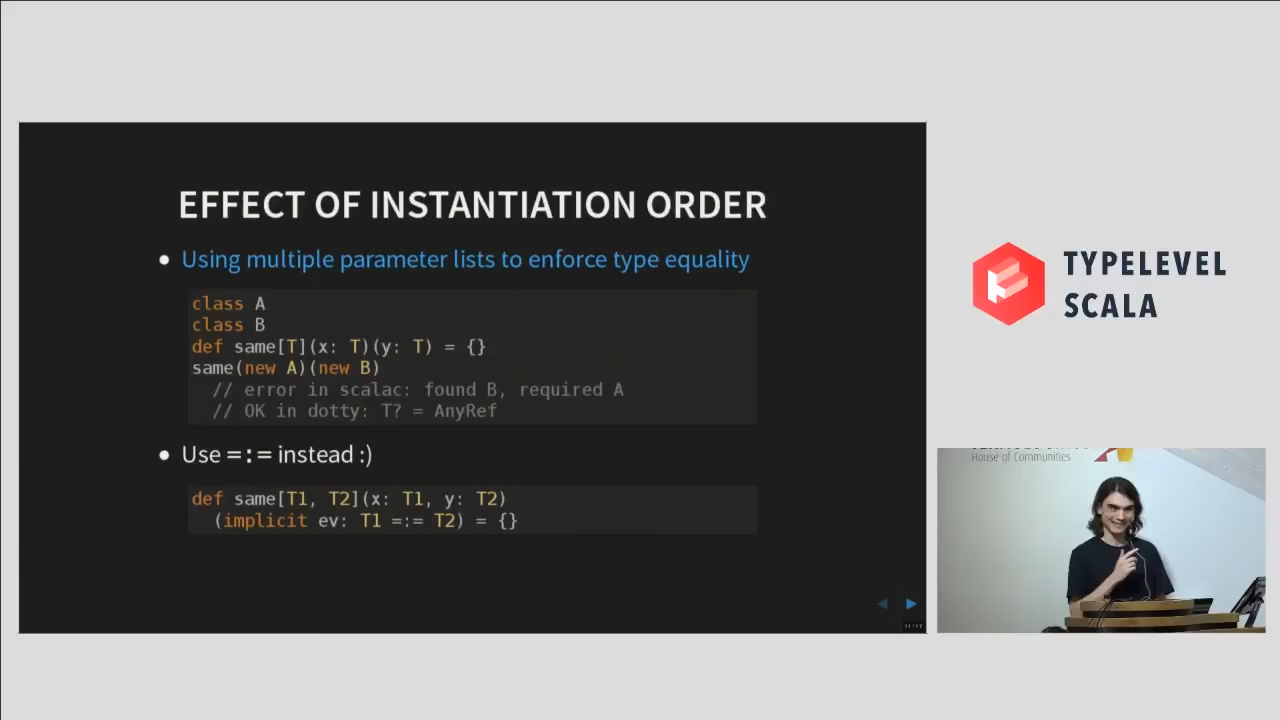 EFFECT OF INSTANTIATION ORDER
• Using multiple parameter lists to enforce type equality
class A
class B
def same[T](x: T)(y: T) = {}
same(new A)(new B)
  // error in scalac: found B, required A
  // OK in dotty: T? = AnyRef
• Use =:= instead :)
def same[T1, T2](x: T1, y: T2)
  (implicit ev: T1 =:= T2) = {}
TYPELEVEL
SCALA
House of Communities